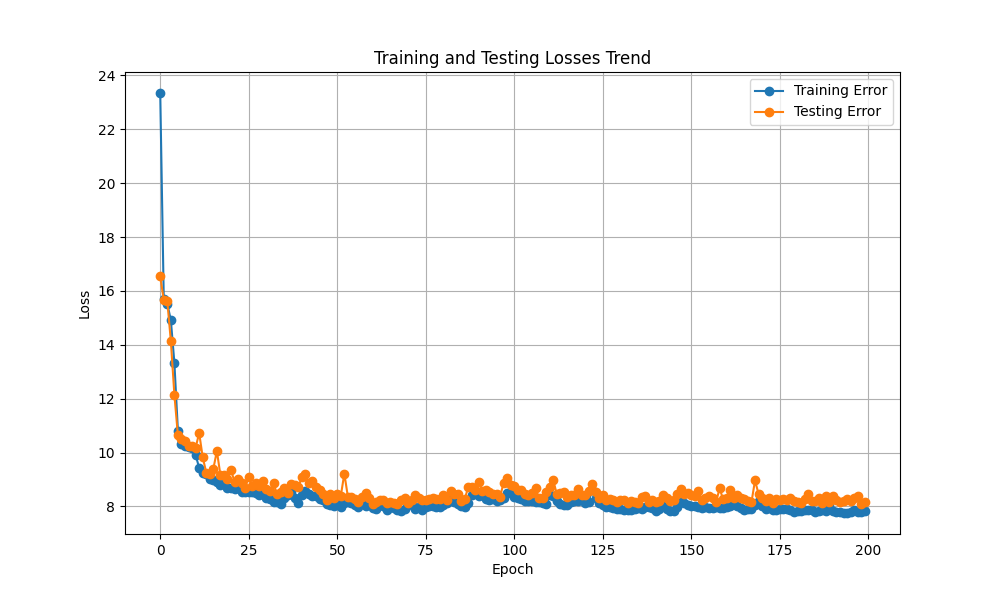 Training and Testing Losses Trend
Training Error
Testing Error
Loss
24
22
20
18
16
14
12
10
8
0 25 50 75 100 125 150 175 200
Epoch